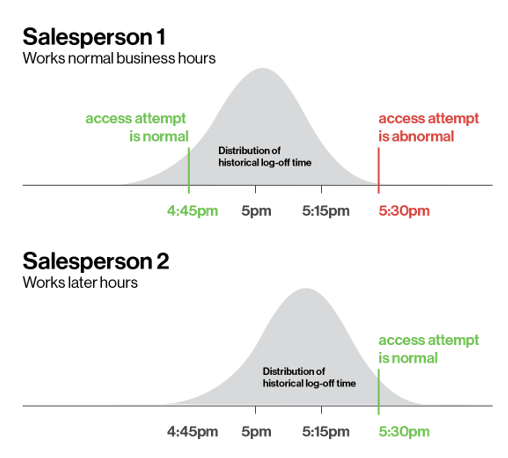 Salesperson 1
Works normal business hours
access attempt
is normal
access attempt
is abnormal
Distribution of
historical log-off time
4:45pm 5pm 5:15pm 5:30pm
Salesperson 2
Works later hours
access attempt
is normal
Distribution of
historical log-off time
4:45pm 5pm 5:15pm 5:30pm